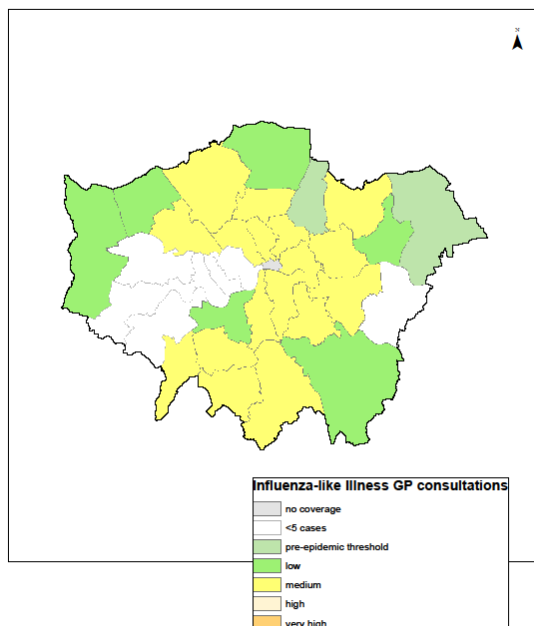 Influenza-like Illness GP consultations
no coverage
<5 cases
pre-epidemic threshold
low
medium
high
very high